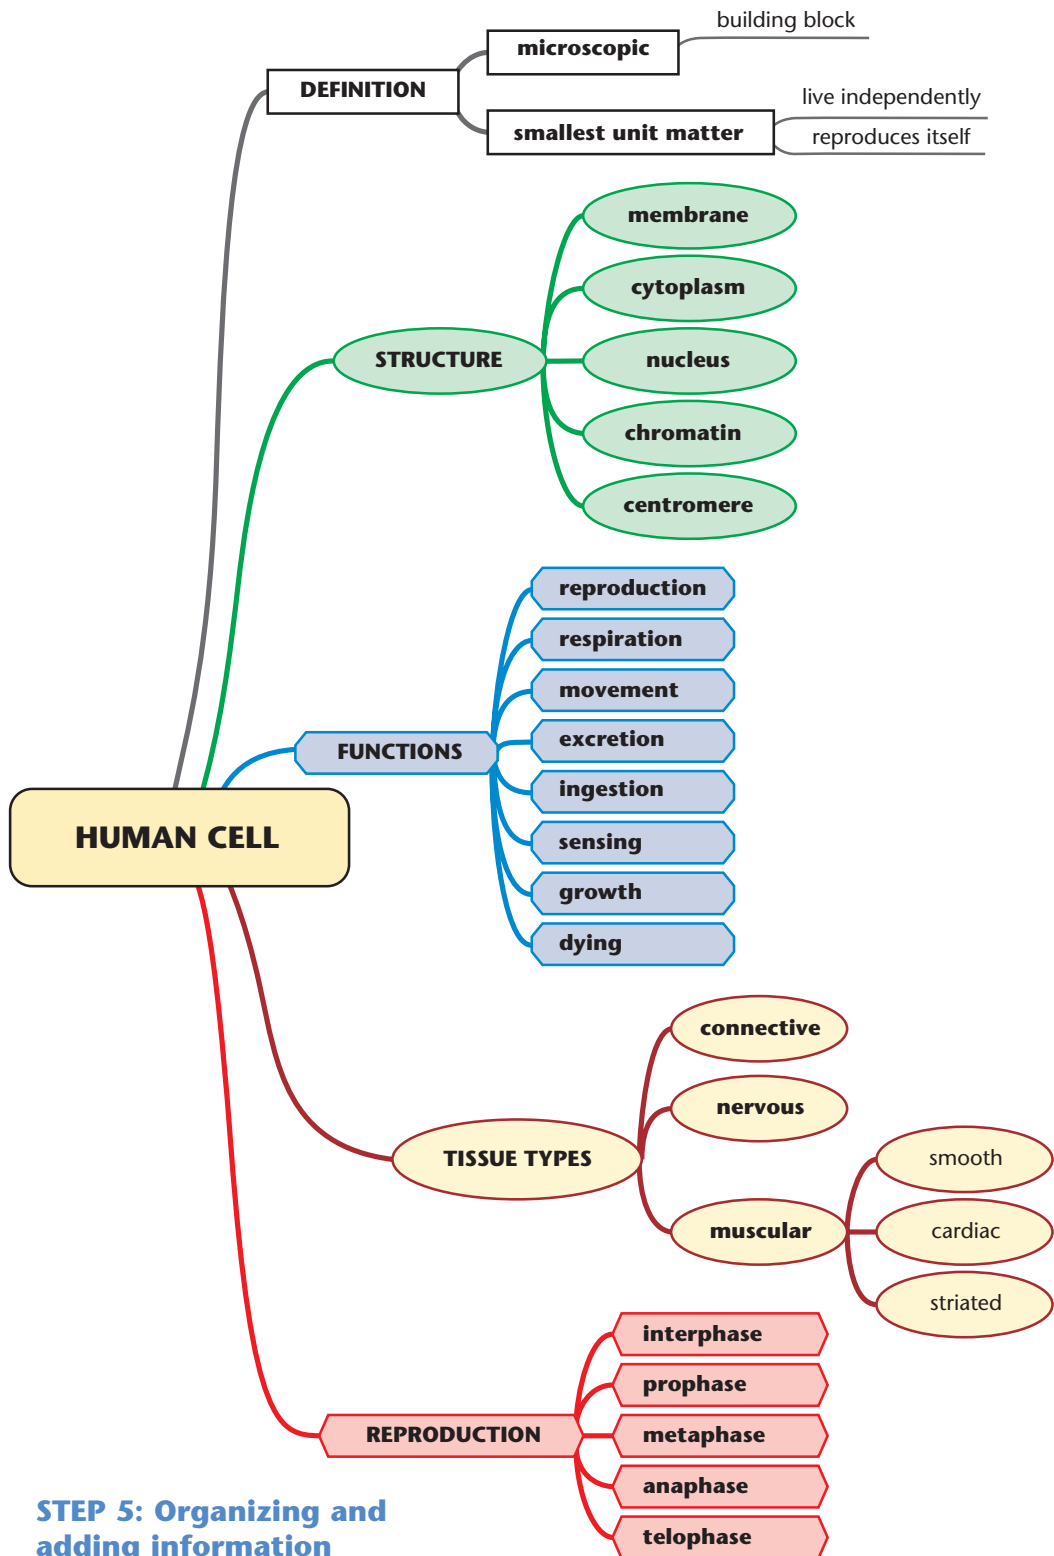 building block
microscopic
DEFINITION
live independently
smallest unit matter
reproduces itself
membrane
cytoplasm
STRUCTURE
nucleus
chromatin
centromere
reproduction
respiration
movement
excretion
FUNCTIONS
ingestion
HUMAN CELL
sensing
growth
dying
connective
nervous
TISSUE TYPES
smooth
muscular
cardiac
striated
interphase
prophase
REPRODUCTION
metaphase
anaphase
telophase
STEP 5: Organizing and
adding information